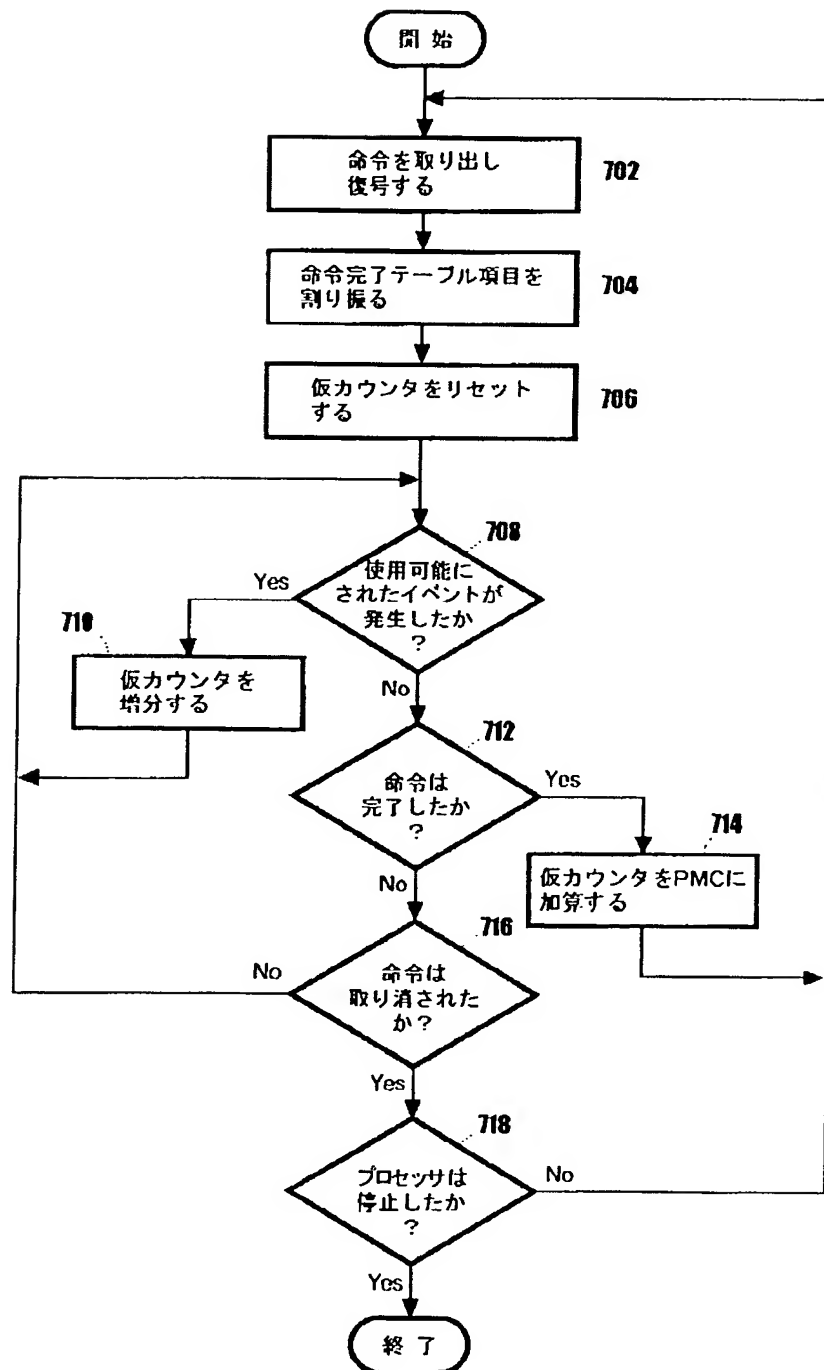 開始
命令を取り出し
復号する
702
命令完了テーブル項目を
割り振る
704
仮カウンタをリセット
する
706
708
使用可能に
されたイベントが
発生したか
?
Yes
No
710
仮カウンタを
増分する
712
命令は
完了したか
?
Yes
No
714
仮カウンタをPMCに
加算する
716
命令は
取り消された
か?
No
Yes
718
プロセッサは
停止したか
?
No
Yes
終了